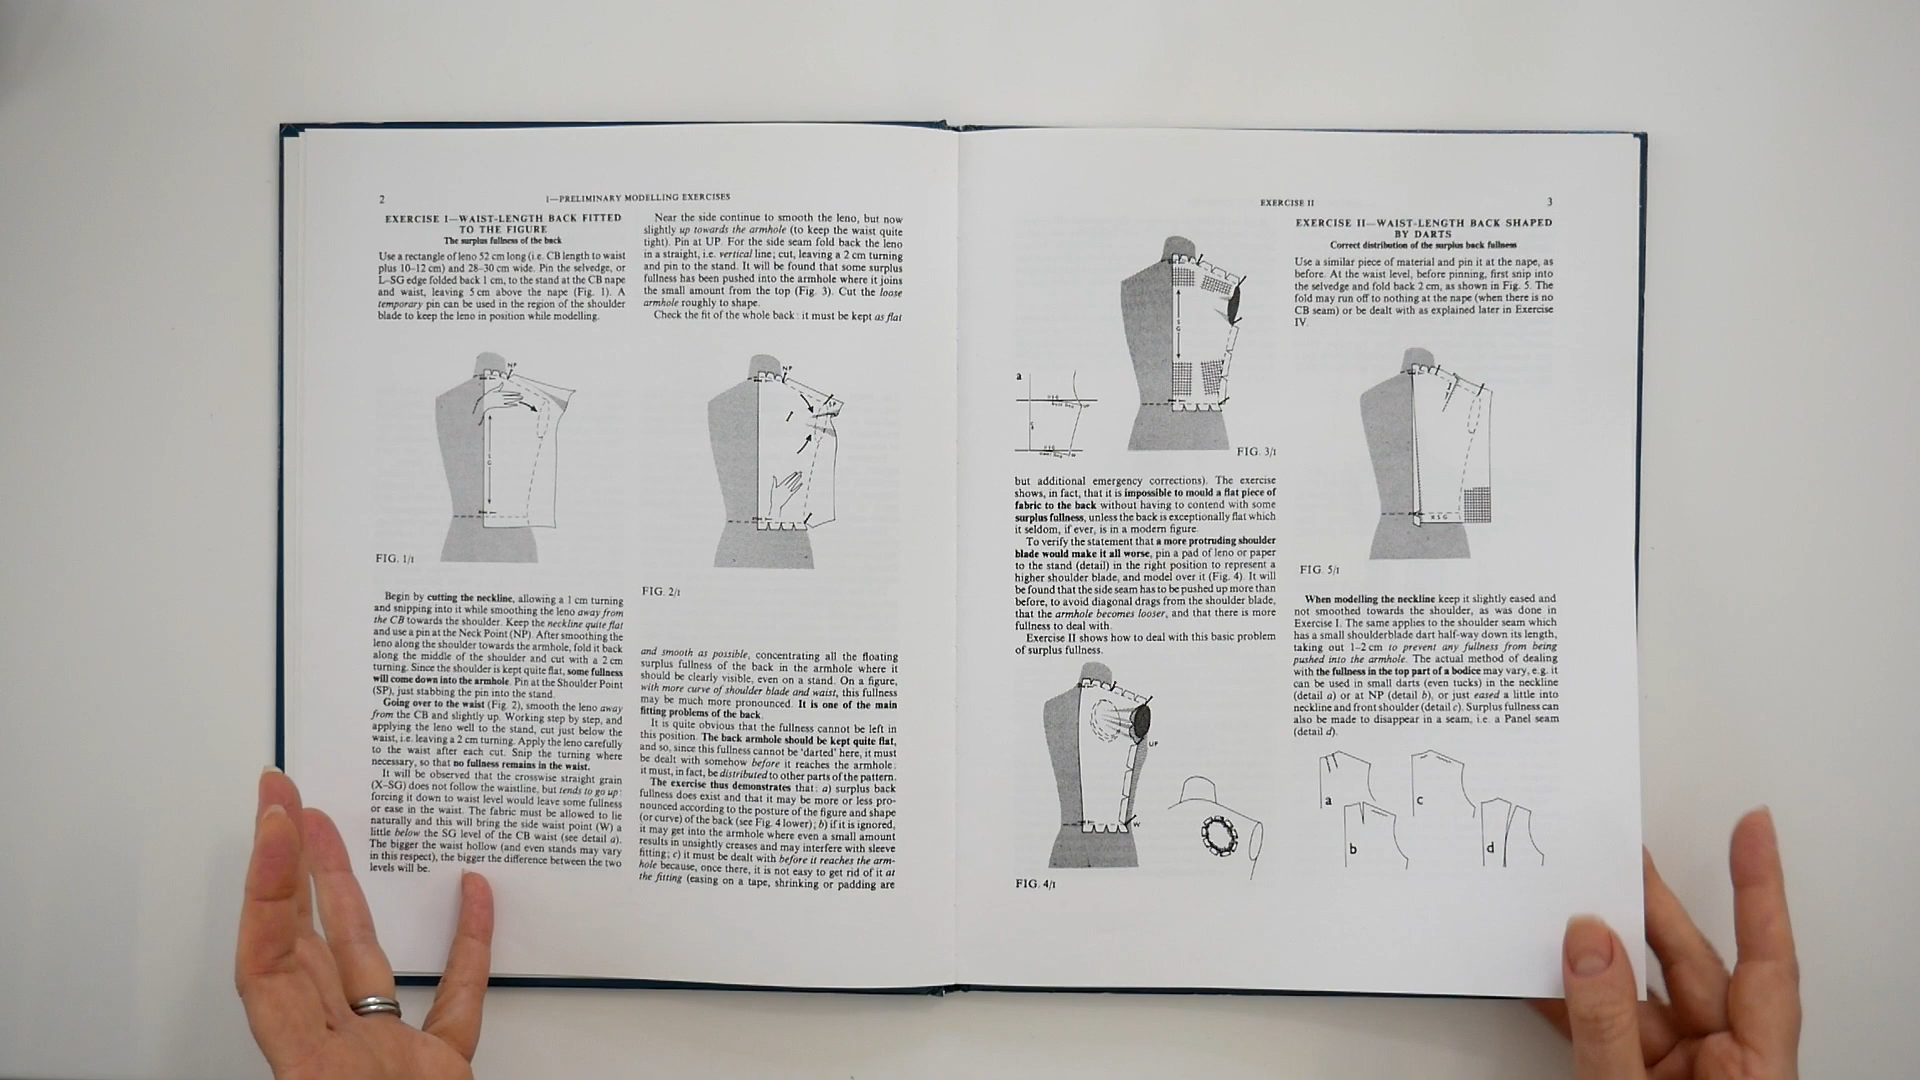 2
I—PRELIMINARY MODELLING EXERCISES
EXERCISE I—WAIST-LENGTH BACK FITTED
TO THE FIGURE
The surplus fullness of the back
Use a rectangle of leno 52 cm long (i.e. CB length to waist
plus 10–12 cm) and 28–30 cm wide. Pin the selvedge, or
L–SG edge folded back 1 cm, to the stand at the CB nape
and waist, leaving 5 cm above the nape (Fig. 1). A
temporary pin can be used in the region of the shoulder
blade to keep the leno in position while modelling.
NP
SG
FIG. 1/1
Begin by cutting the neckline, allowing a 1 cm turning
and snipping into it while smoothing the leno away from
the CB towards the shoulder. Keep the neckline quite flat
and use a pin at the Neck Point (NP). After smoothing the
leno along the shoulder towards the armhole, fold it back
along the middle of the shoulder and cut with a 2 cm
turning. Since the shoulder is kept quite flat, some fullness
will come down into the armhole. Pin at the Shoulder Point
(SP), just stabbing the pin into the stand.
Going over to the waist (Fig. 2), smooth the leno away
from the CB and slightly up. Working step by step, and
applying the leno well to the stand, cut just below the
waist, i.e. leaving a 2 cm turning. Apply the leno carefully
to the waist after each cut. Snip the turning where
necessary, so that no fullness remains in the waist.
It will be observed that the crosswise straight grain
(X–SG) does not follow the waistline, but tends to go up:
forcing it down to waist level would leave some fullness
or ease in the waist. The fabric must be allowed to lie
naturally and this will bring the side waist point (W) a
little below the SG level of the CB waist (see detail a).
The bigger the waist hollow (and even stands may vary
in this respect), the bigger the difference between the two
levels will be.
Near the side continue to smooth the leno, but now
slightly up towards the armhole (to keep the waist quite
tight). Pin at UP. For the side seam fold back the leno
in a straight, i.e. vertical line; cut, leaving a 2 cm turning
and pin to the stand. It will be found that some surplus
fullness has been pushed into the armhole where it joins
the small amount from the top (Fig. 3). Cut the loose
armhole roughly to shape.
Check the fit of the whole back: it must be kept as flat
NP
SP
FIG. 2/1
and smooth as possible, concentrating all the floating
surplus fullness of the back in the armhole where it
should be clearly visible, even on a stand. On a figure,
with more curve of shoulder blade and waist, this fullness
may be much more pronounced. It is one of the main
fitting problems of the back.
It is quite obvious that the fullness cannot be left in
this position. The back armhole should be kept quite flat,
and so, since this fullness cannot be 'darted' here, it must
be dealt with somehow before it reaches the armhole:
it must, in fact, be distributed to other parts of the pattern.
The exercise thus demonstrates that: a) surplus back
fullness does exist and that it may be more or less pro-
nounced according to the posture of the figure and shape
(or curve) of the back (see Fig. 4 lower); b) if it is ignored,
it may get into the armhole where even a small amount
results in unsightly creases and may interfere with sleeve
fitting; c) it must be dealt with before it reaches the arm-
hole because, once there, it is not easy to get rid of it at
the fitting (easing on a tape, shrinking or padding are
EXERCISE II
3
a
SG
FIG. 3/1
but additional emergency corrections). The exercise
shows, in fact, that it is impossible to mould a flat piece of
fabric to the back without having to contend with some
surplus fullness, unless the back is exceptionally flat which
it seldom, if ever, is in a modern figure.
To verify the statement that a more protruding shoulder
blade would make it all worse, pin a pad of leno or paper
to the stand (detail) in the right position to represent a
higher shoulder blade, and model over it (Fig. 4). It will
be found that the side seam has to be pushed up more than
before, to avoid diagonal drags from the shoulder blade,
that the armhole becomes looser, and that there is more
fullness to deal with.
Exercise II shows how to deal with this basic problem
of surplus fullness.
UP
W
FIG. 4/1
EXERCISE II—WAIST-LENGTH BACK SHAPED
BY DARTS
Correct distribution of the surplus back fullness
Use a similar piece of material and pin it at the nape, as
before. At the waist level, before pinning, first snip into
the selvedge and fold back 2 cm, as shown in Fig. 5. The
fold may run off to nothing at the nape (when there is no
CB seam) or be dealt with as explained later in Exercise
IV.
XSG
FIG. 5/1
When modelling the neckline keep it slightly eased and
not smoothed towards the shoulder, as was done in
Exercise I. The same applies to the shoulder seam which
has a small shoulderblade dart half-way down its length,
taking out 1–2 cm to prevent any fullness from being
pushed into the armhole. The actual method of dealing
with the fullness in the top part of a bodice may vary, e.g. it
can be used in small darts (even tucks) in the neckline
(detail a) or at NP (detail b), or just eased a little into
neckline and front shoulder (detail c). Surplus fullness can
also be made to disappear in a seam, i.e. a Panel seam
(detail d).
a
c
b
d